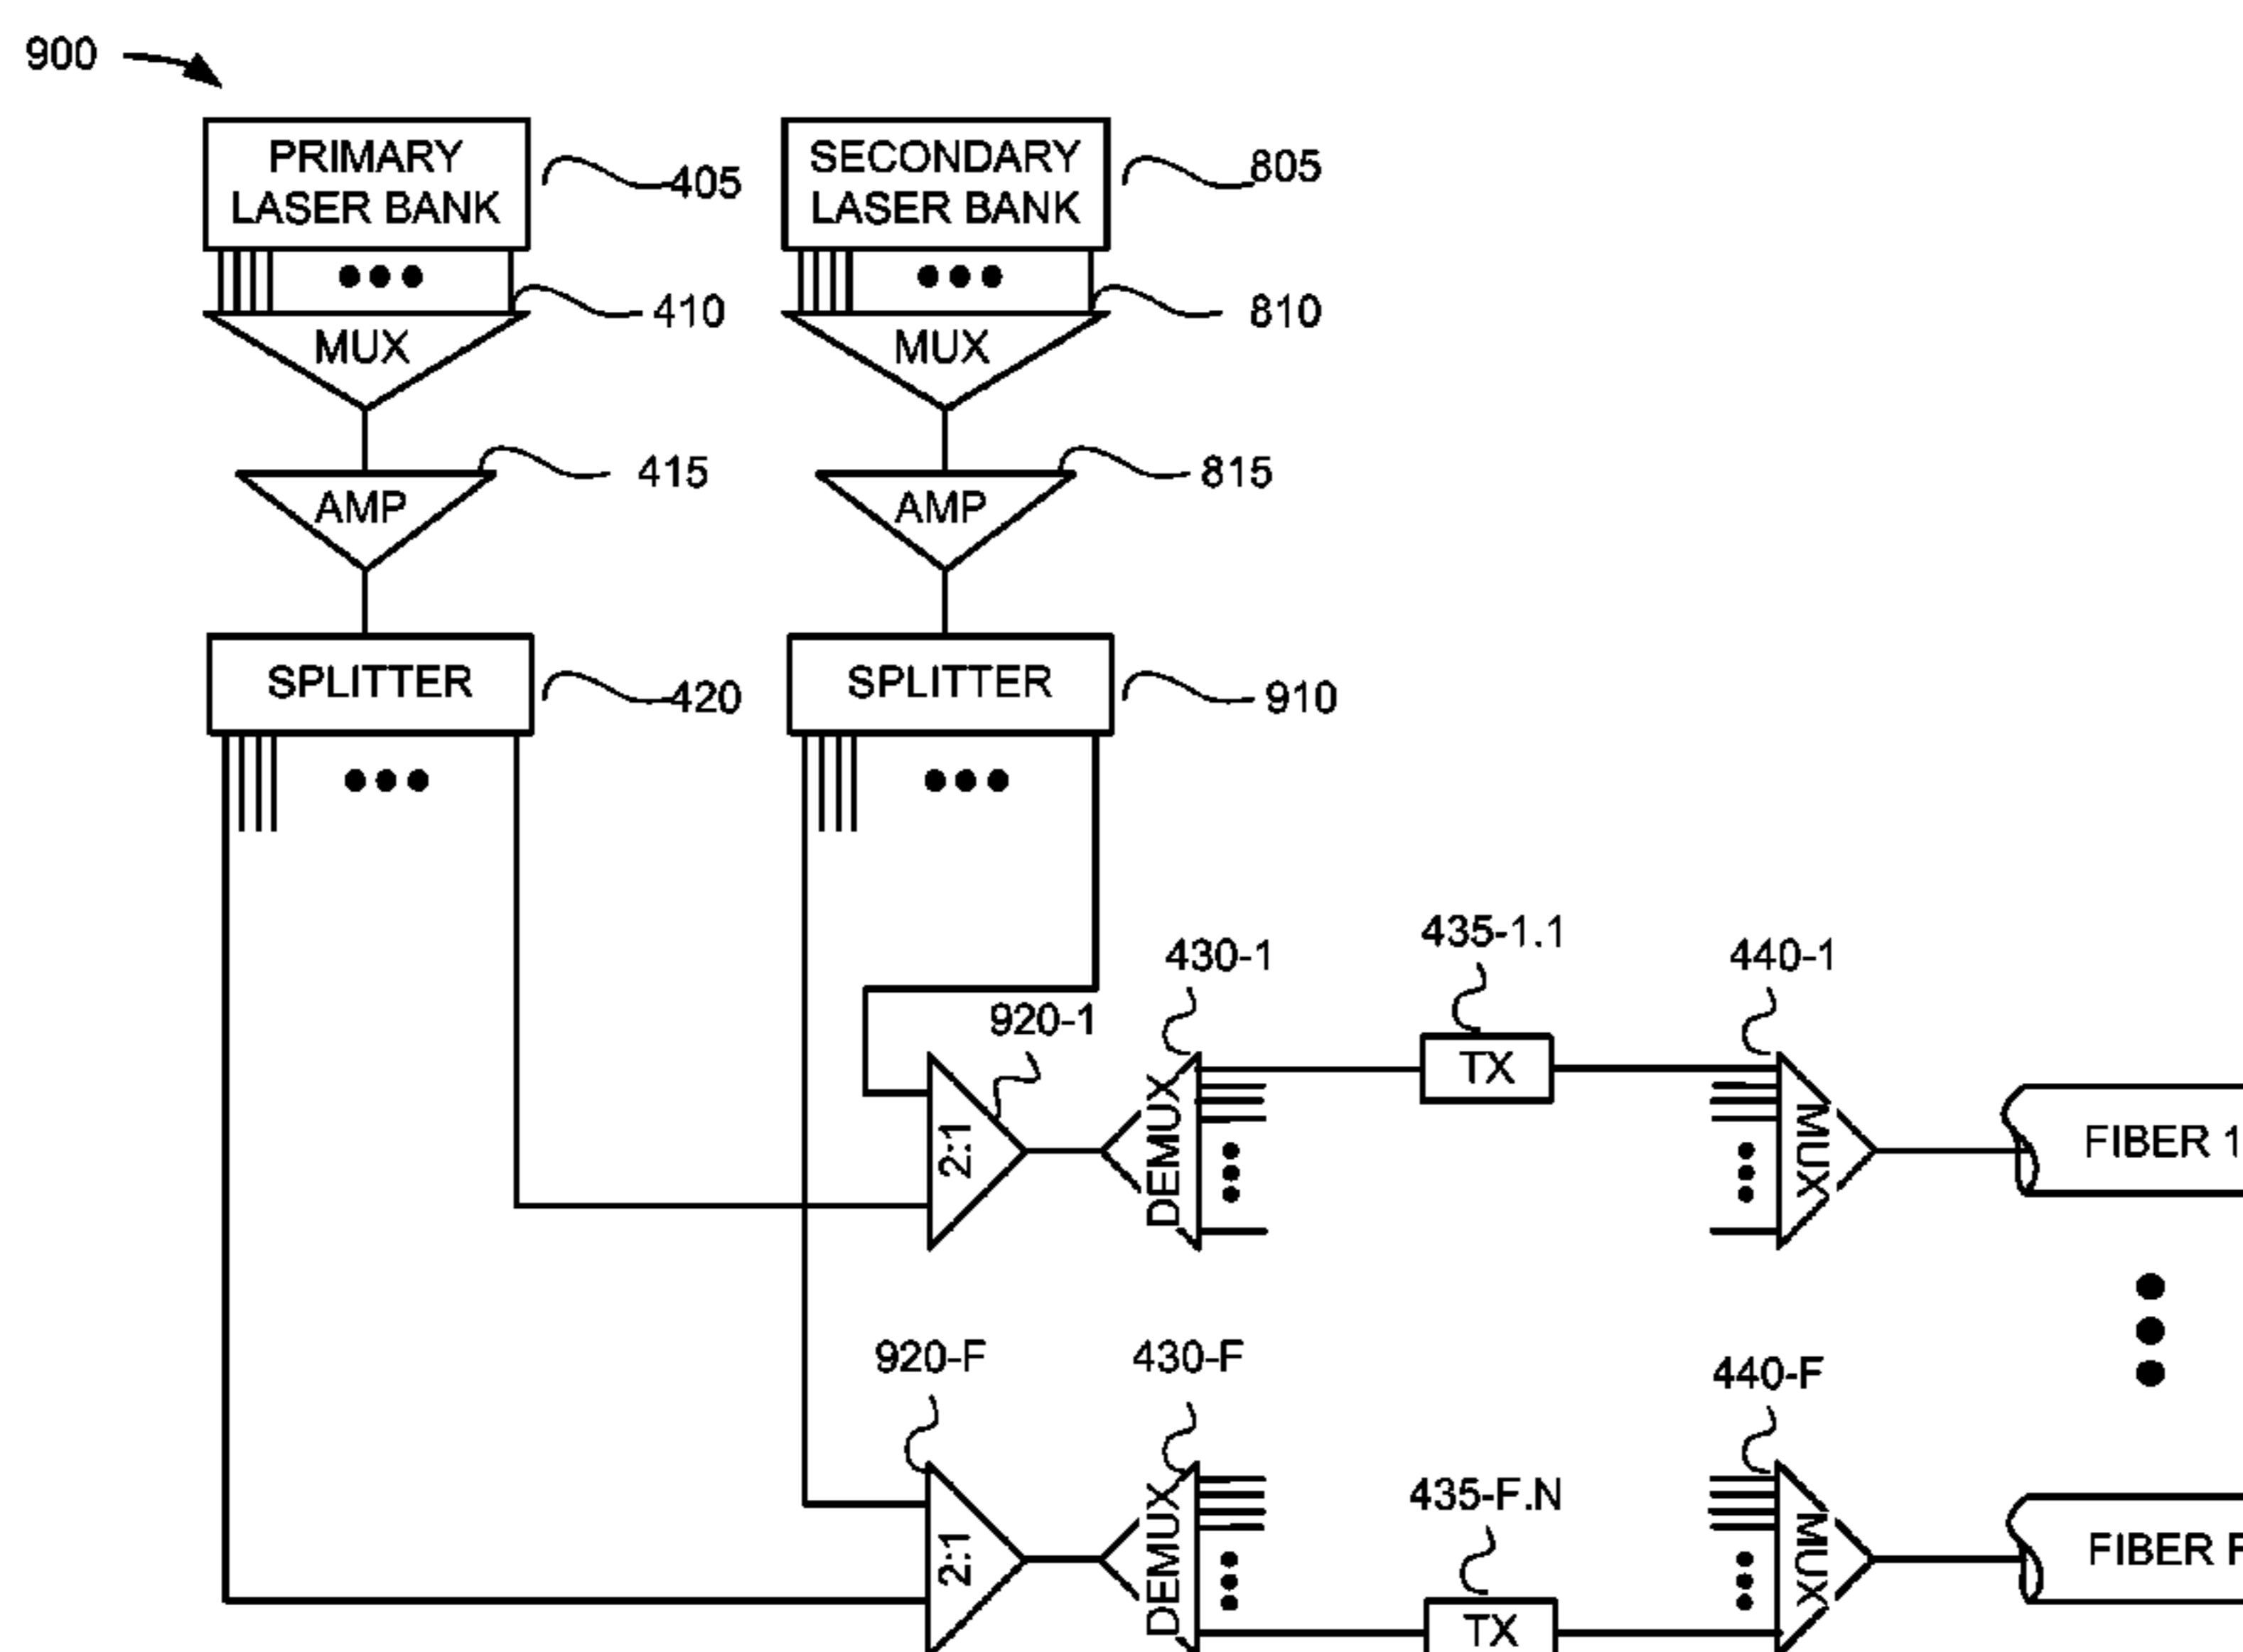 900
PRIMARY
LASER BANK
405
SECONDARY
LASER BANK
805
410
MUX
810
MUX
415
AMP
815
AMP
SPLITTER
420
SPLITTER
910
920-1
430-1
435-1.1
440-1
2:1
DEMUX
TX
MUX
FIBER 1
920-F
430-F
435-F.N
440-F
2:1
DEMUX
TX
MUX
FIBER F